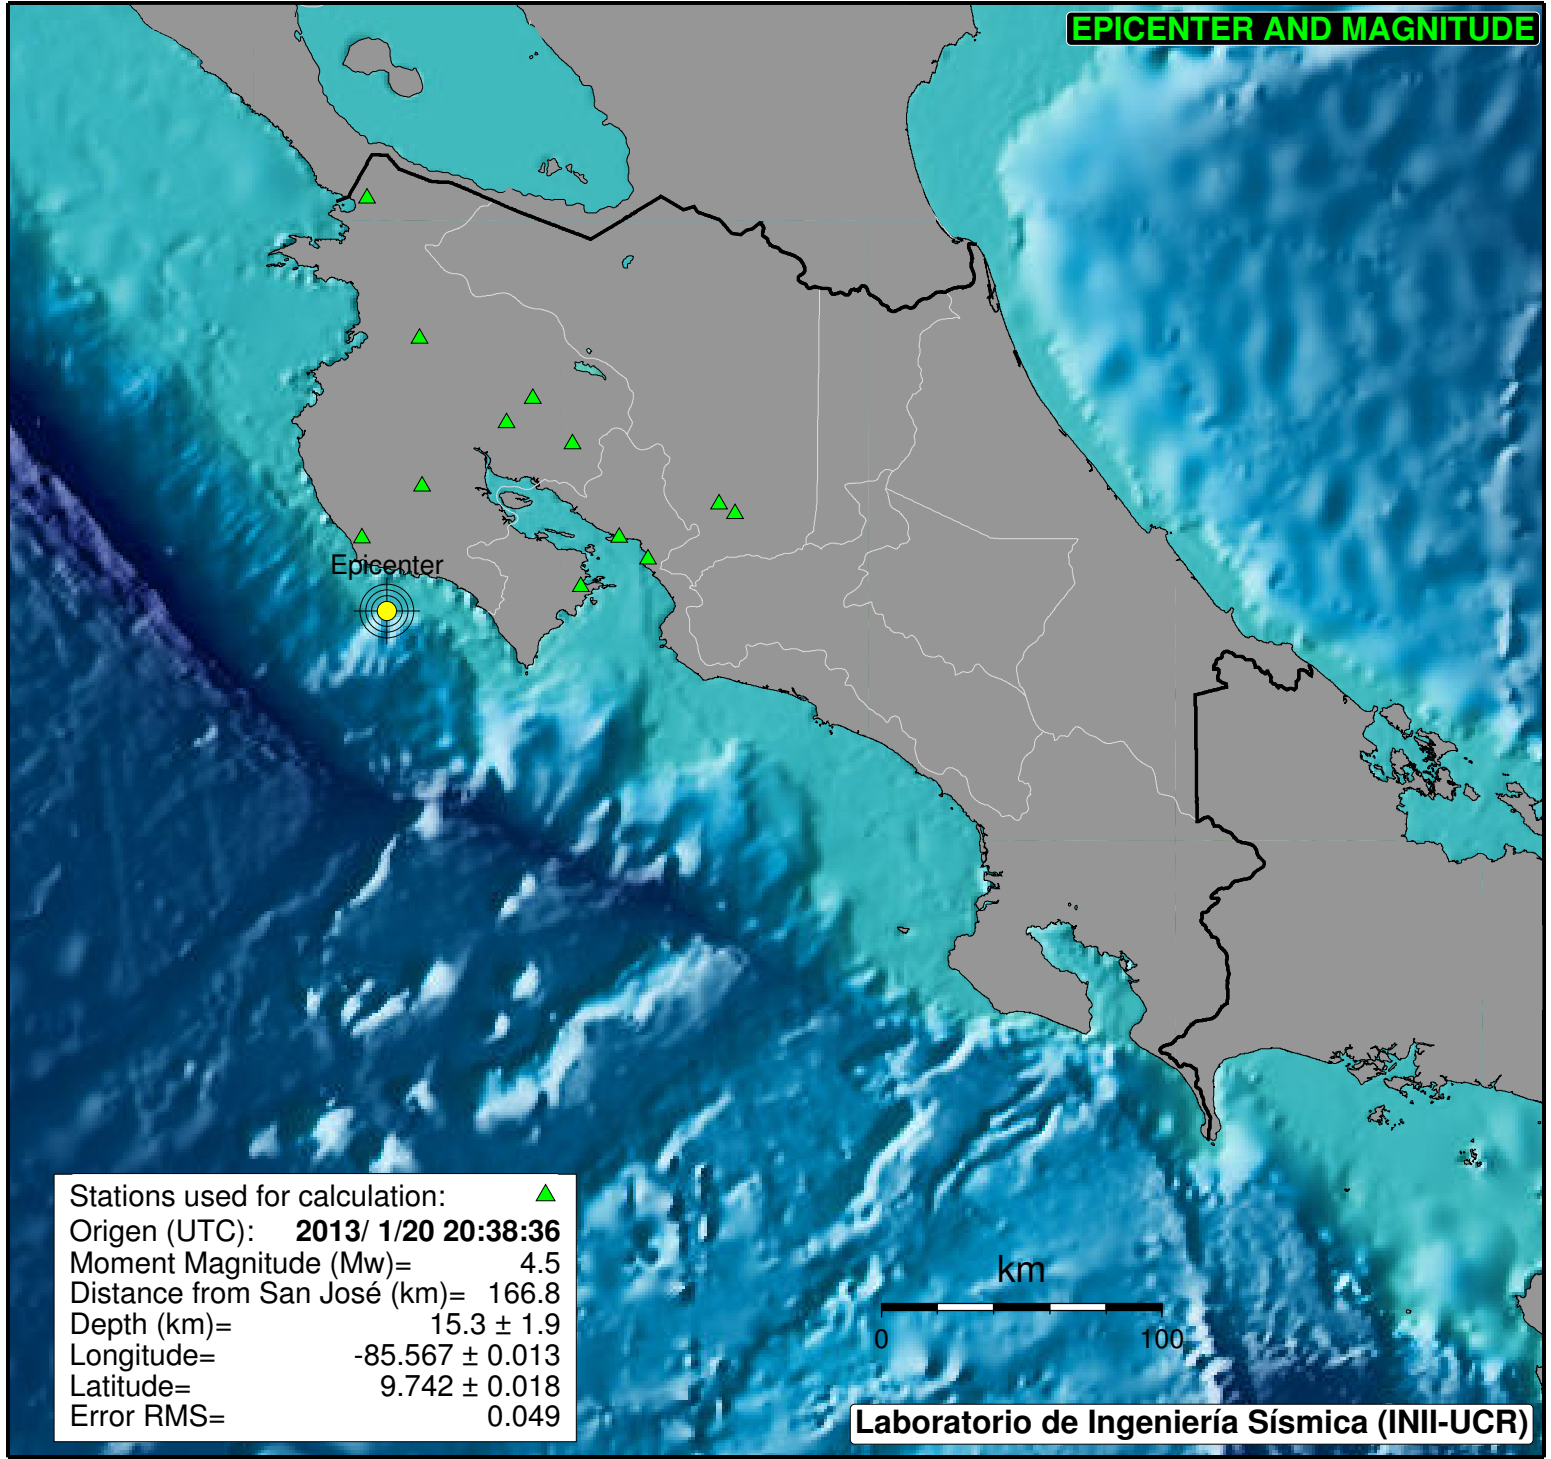 EPICENTER AND MAGNITUDE
Epicenter
Stations used for calculation:
Origen (UTC): 2013/ 1/20 20:38:36
Moment Magnitude (Mw)= 4.5
Distance from San José (km)= 166.8
Depth (km)= 15.3 ± 1.9
Longitude= -85.567 ± 0.013
Latitude= 9.742 ± 0.018
Error RMS= 0.049
km
0 100
Laboratorio de Ingeniería Sísmica (INII-UCR)